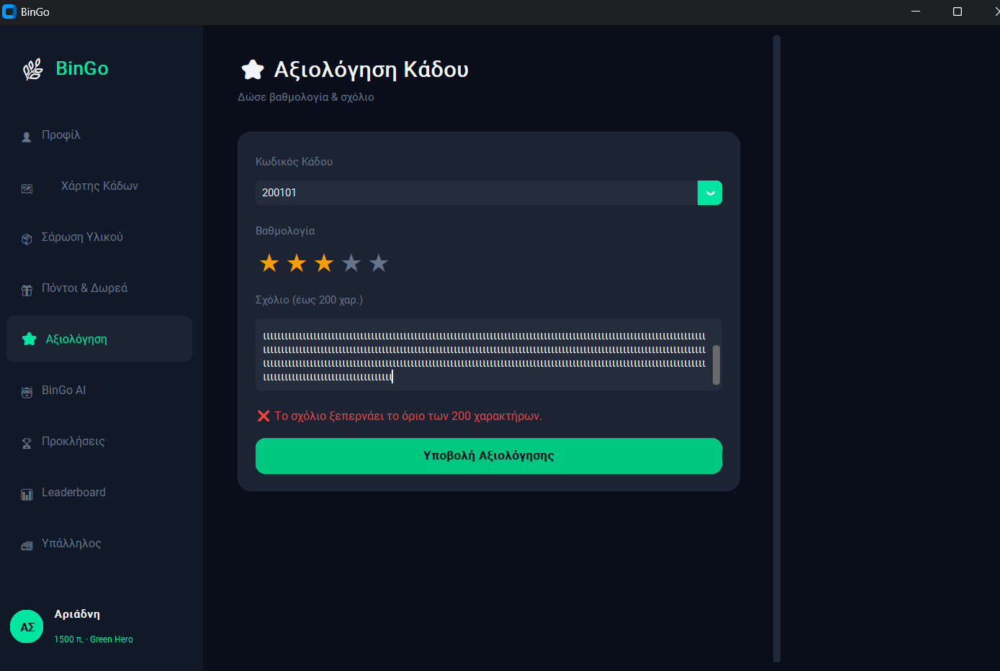 BinGo
BinGo
Προφίλ
Χάρτης Κάδων
Σάρωση Υλικού
Πόντοι & Δωρεά
Αξιολόγηση
BinGo AI
Προκλήσεις
Leaderboard
Υπάλληλος
ΑΣ
Αριάδνη
1500 π. · Green Hero
Αξιολόγηση Κάδου
Δώσε βαθμολογία & σχόλιο
Κωδικός Κάδου
200101
Βαθμολογία
Σχόλιο (έως 200 χαρ.)
Το σχόλιο ξεπερνάει το όριο των 200 χαρακτήρων.
Υποβολή Αξιολόγησης